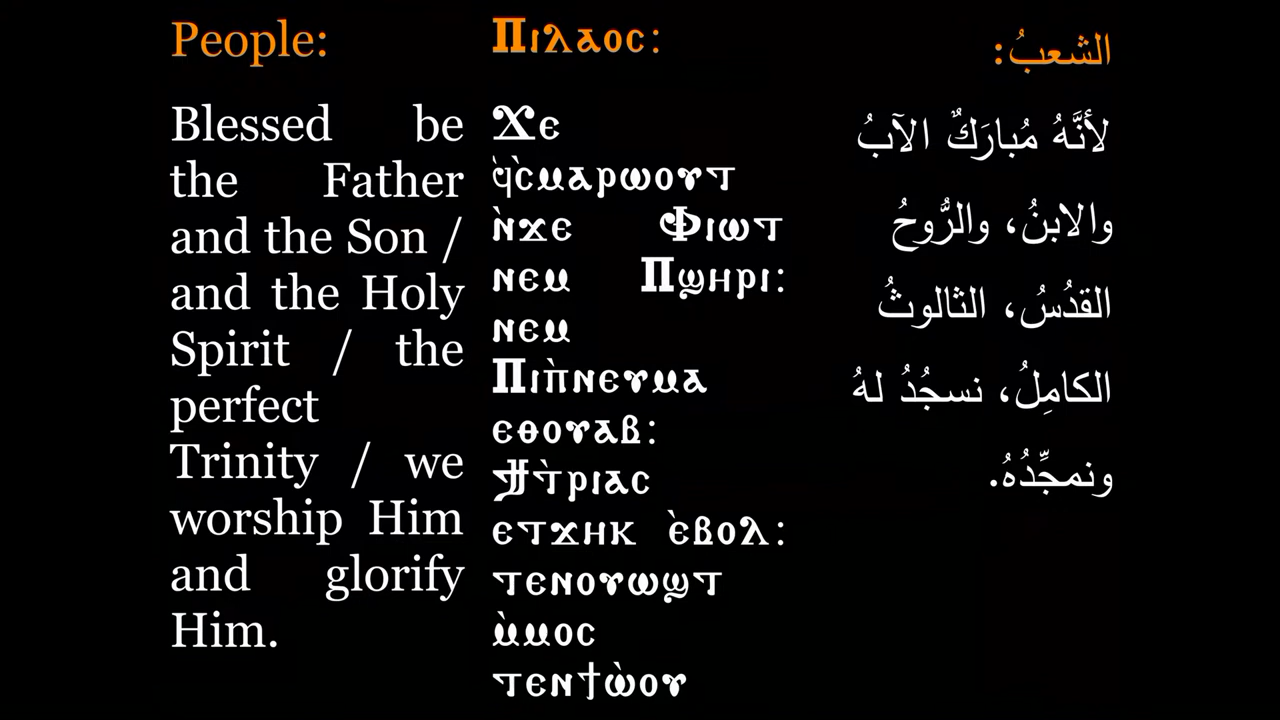 People:
Blessed be
the Father
and the Son /
and the Holy
Spirit / the
perfect
Trinity / we
worship Him
and glorify
Him.
Ⲡⲓⲗⲁⲟⲥ:
Ϫⲉ
ϥ̀ⲥ̀ⲙⲁⲣⲱⲟⲩⲧ
ⲛ̀ϫⲉ Ⲫⲓⲱⲧ
ⲛⲉⲙ Ⲡϣⲏⲣⲓ:
ⲛⲉⲙ
Ⲡⲓⲡ̀ⲛⲉⲩⲙⲁ
ⲉⲑⲟⲩⲁⲃ:
Ϯⲧ̀ⲣⲓⲁⲥ
ⲉⲧϫⲏⲕ ⲉ̀ⲃⲟⲗ:
ⲧⲉⲛⲟⲩⲱϣⲧ
ⲙ̀ⲙⲟⲥ
ⲧⲉⲛϯⲱ̀ⲟⲩ
الشعبُ:
لأنَّهُ مُبارَكٌ الآبُ
والابنُ، والرُّوحُ
القدُسُ، الثالوثُ
الكامِلُ، نسجُدُ لهُ
ونمجِّدُهُ.